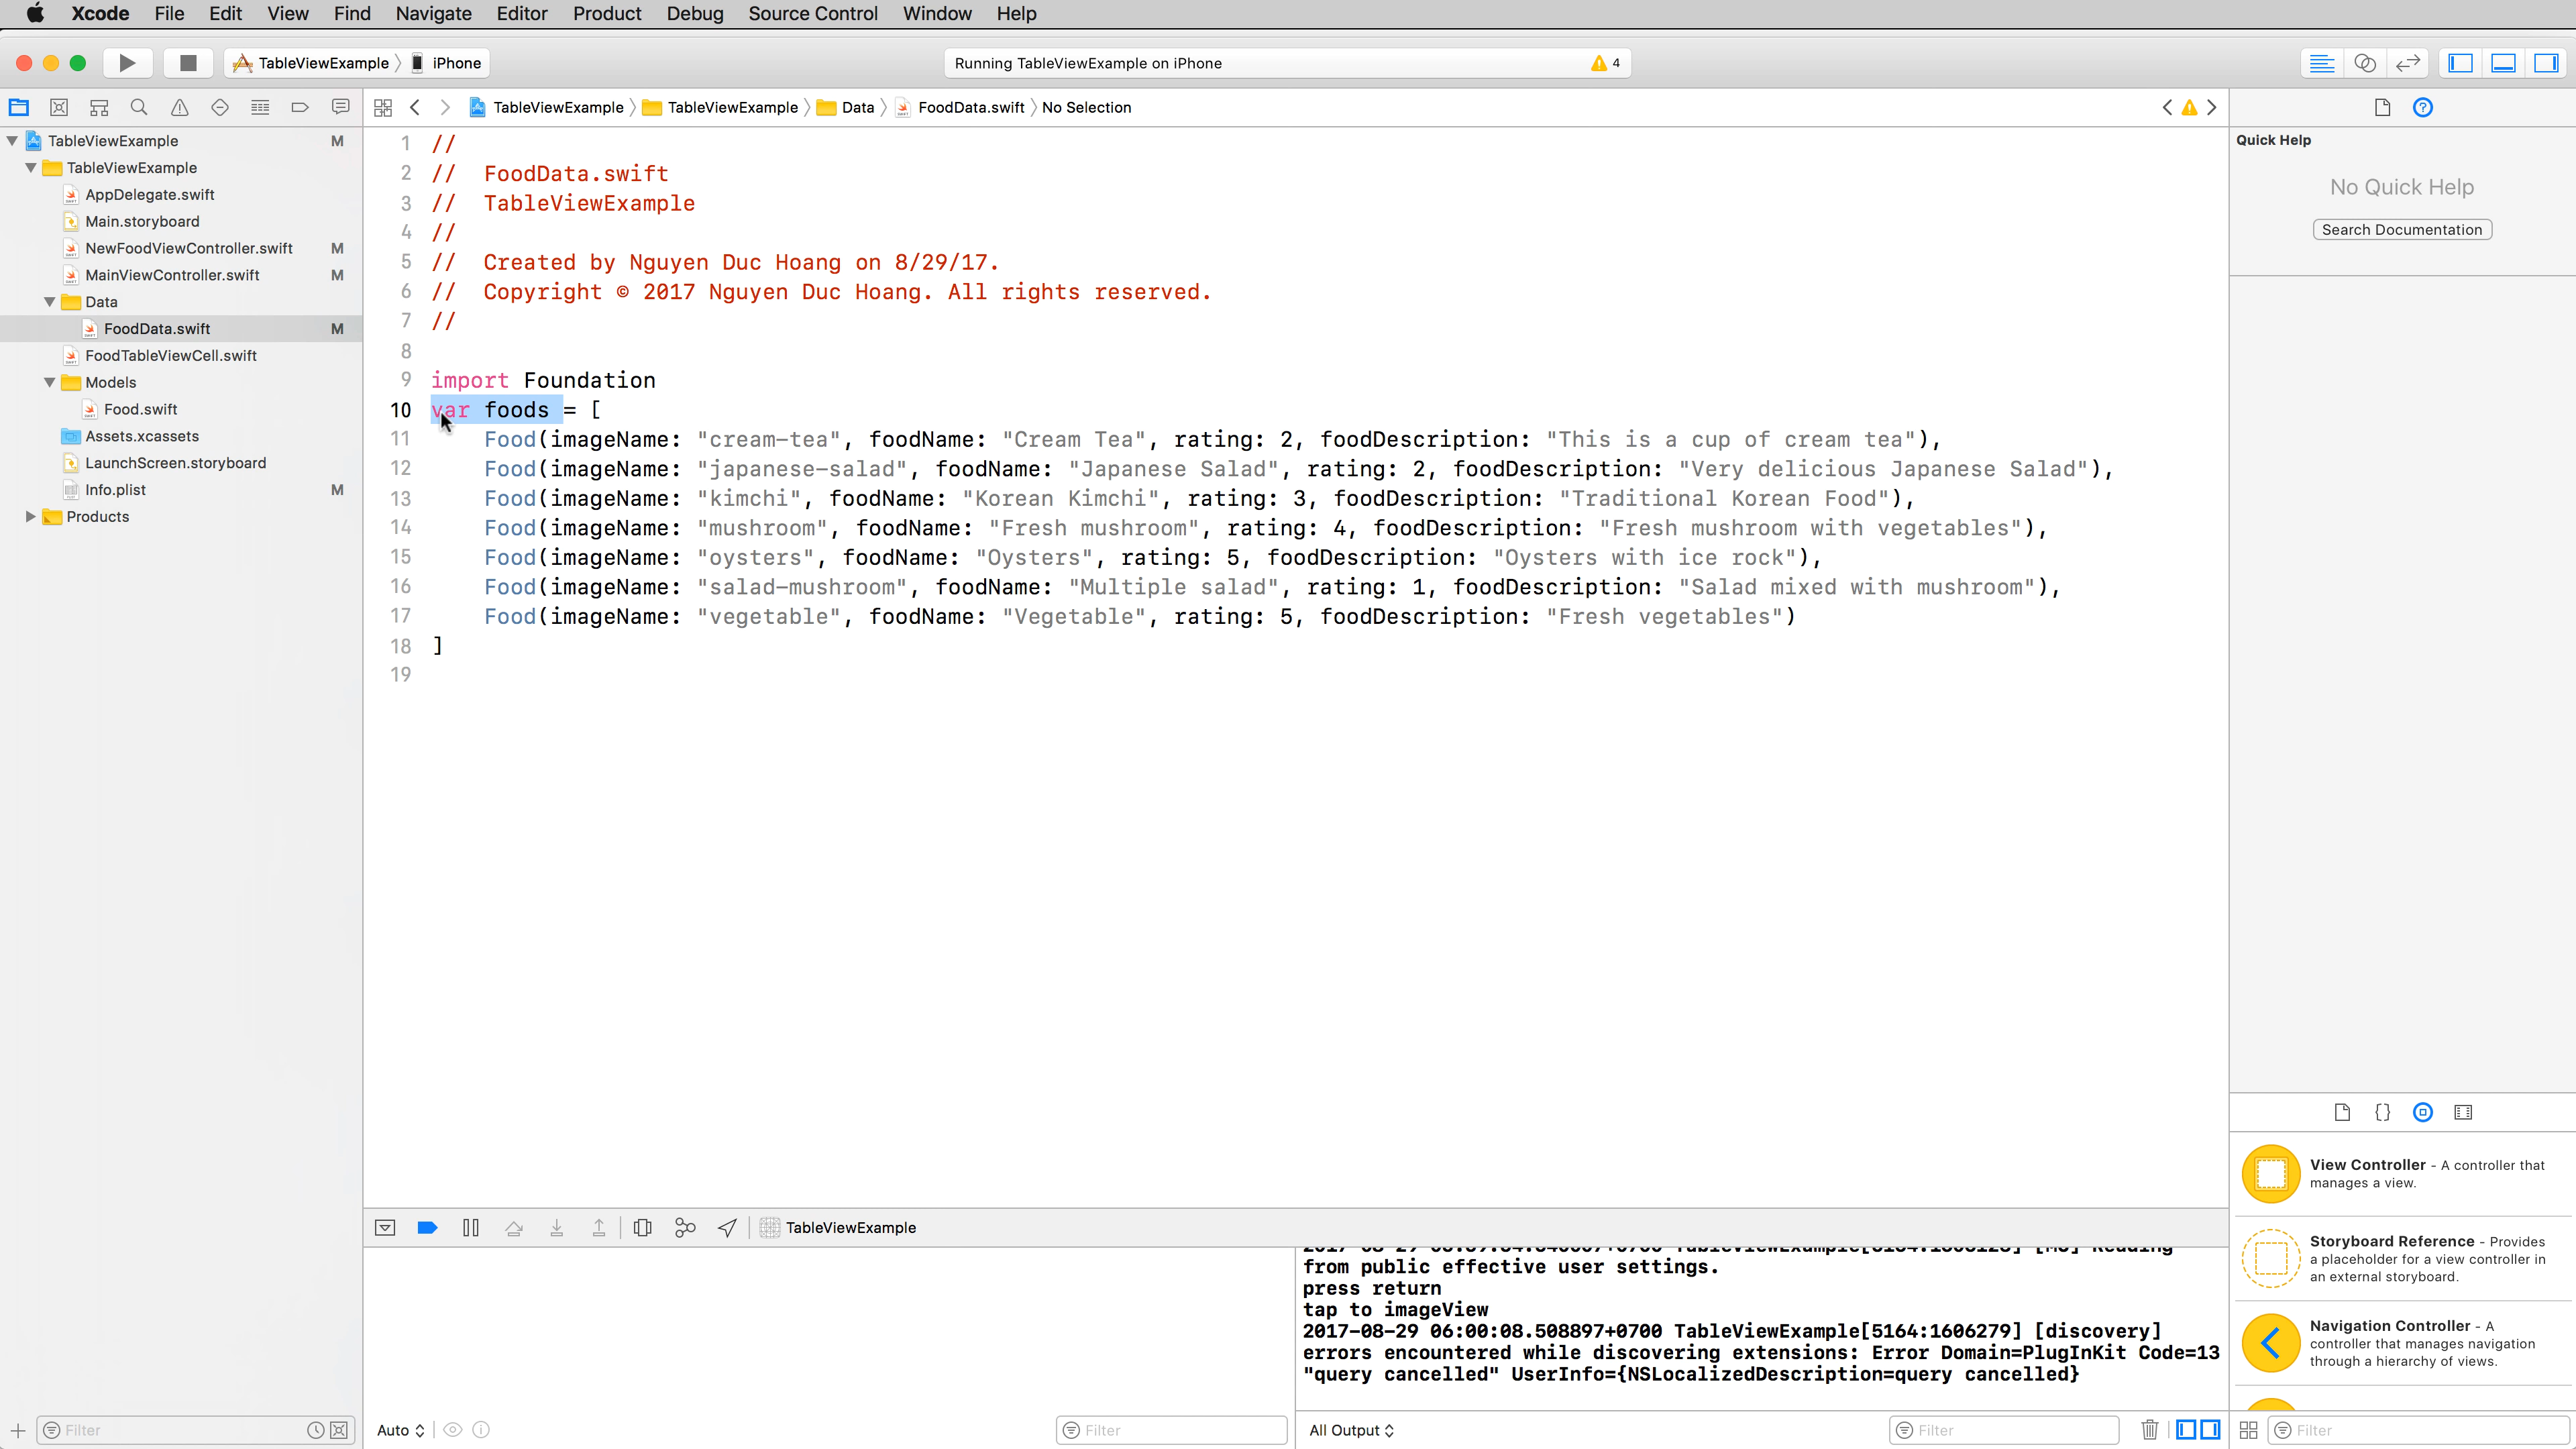 Xcode File Edit View Find Navigate Editor Product Debug Source Control Window Help
TableViewExample iPhone
Running TableViewExample on iPhone
4
TableViewExample TableViewExample Data FoodData.swift No Selection
TableViewExample M
TableViewExample
AppDelegate.swift
Main.storyboard
NewFoodViewController.swift M
MainViewController.swift M
Data
FoodData.swift M
FoodTableViewCell.swift
Models
Food.swift
Assets.xcassets
LaunchScreen.storyboard
Info.plist M
Products
Filter
1 //
2 // FoodData.swift
3 // TableViewExample
4 //
5 // Created by Nguyen Duc Hoang on 8/29/17.
6 // Copyright © 2017 Nguyen Duc Hoang. All rights reserved.
7 //
8
9 import Foundation
10 var foods = [
11 Food(imageName: "cream-tea", foodName: "Cream Tea", rating: 2, foodDescription: "This is a cup of cream tea"),
12 Food(imageName: "japanese-salad", foodName: "Japanese Salad", rating: 2, foodDescription: "Very delicious Japanese Salad"),
13 Food(imageName: "kimchi", foodName: "Korean Kimchi", rating: 3, foodDescription: "Traditional Korean Food"),
14 Food(imageName: "mushroom", foodName: "Fresh mushroom", rating: 4, foodDescription: "Fresh mushroom with vegetables"),
15 Food(imageName: "oysters", foodName: "Oysters", rating: 5, foodDescription: "Oysters with ice rock"),
16 Food(imageName: "salad-mushroom", foodName: "Multiple salad", rating: 1, foodDescription: "Salad mixed with mushroom"),
17 Food(imageName: "vegetable", foodName: "Vegetable", rating: 5, foodDescription: "Fresh vegetables")
18 ]
19
TableViewExample
from public effective user settings.
press return
tap to imageView
2017-08-29 06:00:08.508897+0700 TableViewExample[5164:1606279] [discovery]
errors encountered while discovering extensions: Error Domain=PlugInKit Code=13
"query cancelled" UserInfo={NSLocalizedDescription=query cancelled}
Auto
Filter
All Output
Filter
Quick Help
No Quick Help
Search Documentation
View Controller - A controller that
manages a view.
Storyboard Reference - Provides
a placeholder for a view controller in
an external storyboard.
Navigation Controller - A
controller that manages navigation
through a hierarchy of views.
Filter